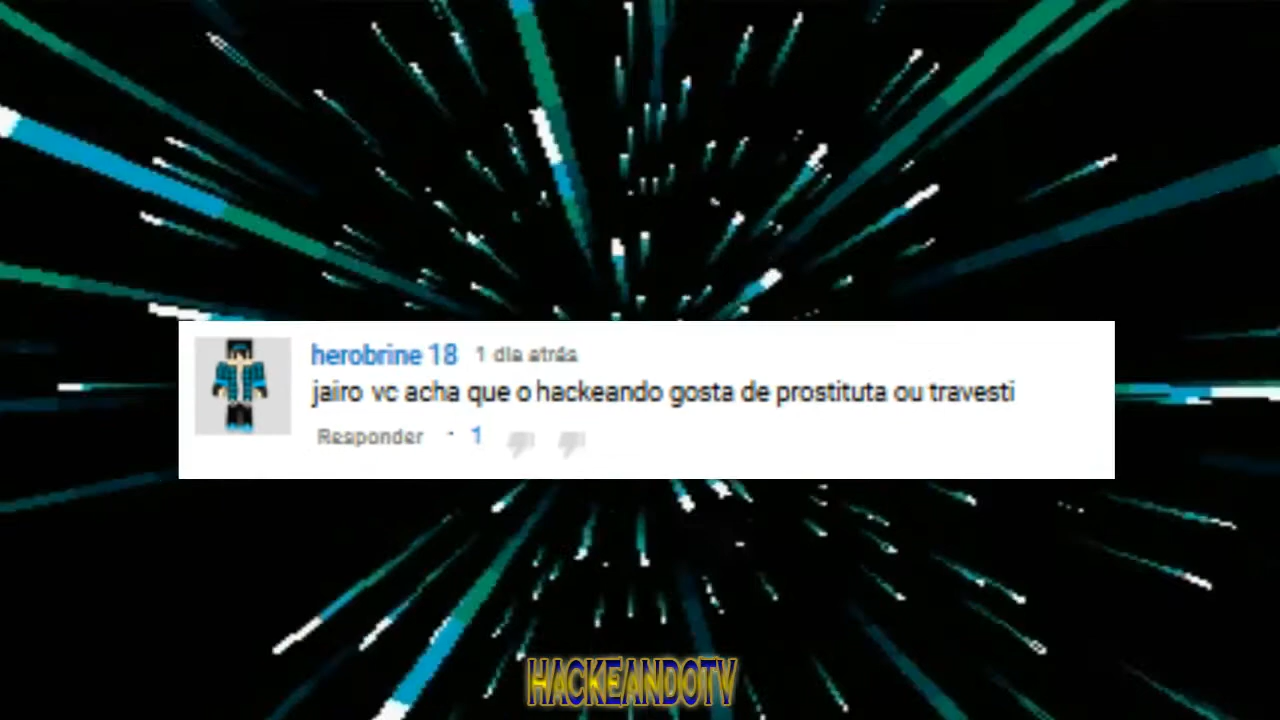 herobrine 18 1 dia atrás
jairo vc acha que o hackeando gosta de prostituta ou travesti
Responder · 1
HACKEANDOTV